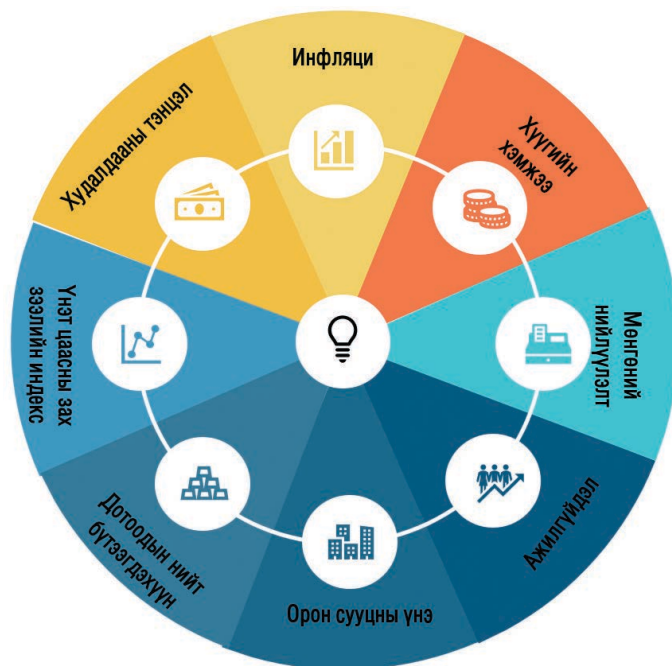 Инфляци
Хүүгийн
хэмжээ
Мөнгөний
нийлүүлэлт
Ажилгүйдэл
Орон сууцны үнэ
Дотоодын нийт
бүтээгдэхүүн
Үнэт цаасны зах
зээлийн индекс
Худалдааны тэнцэл